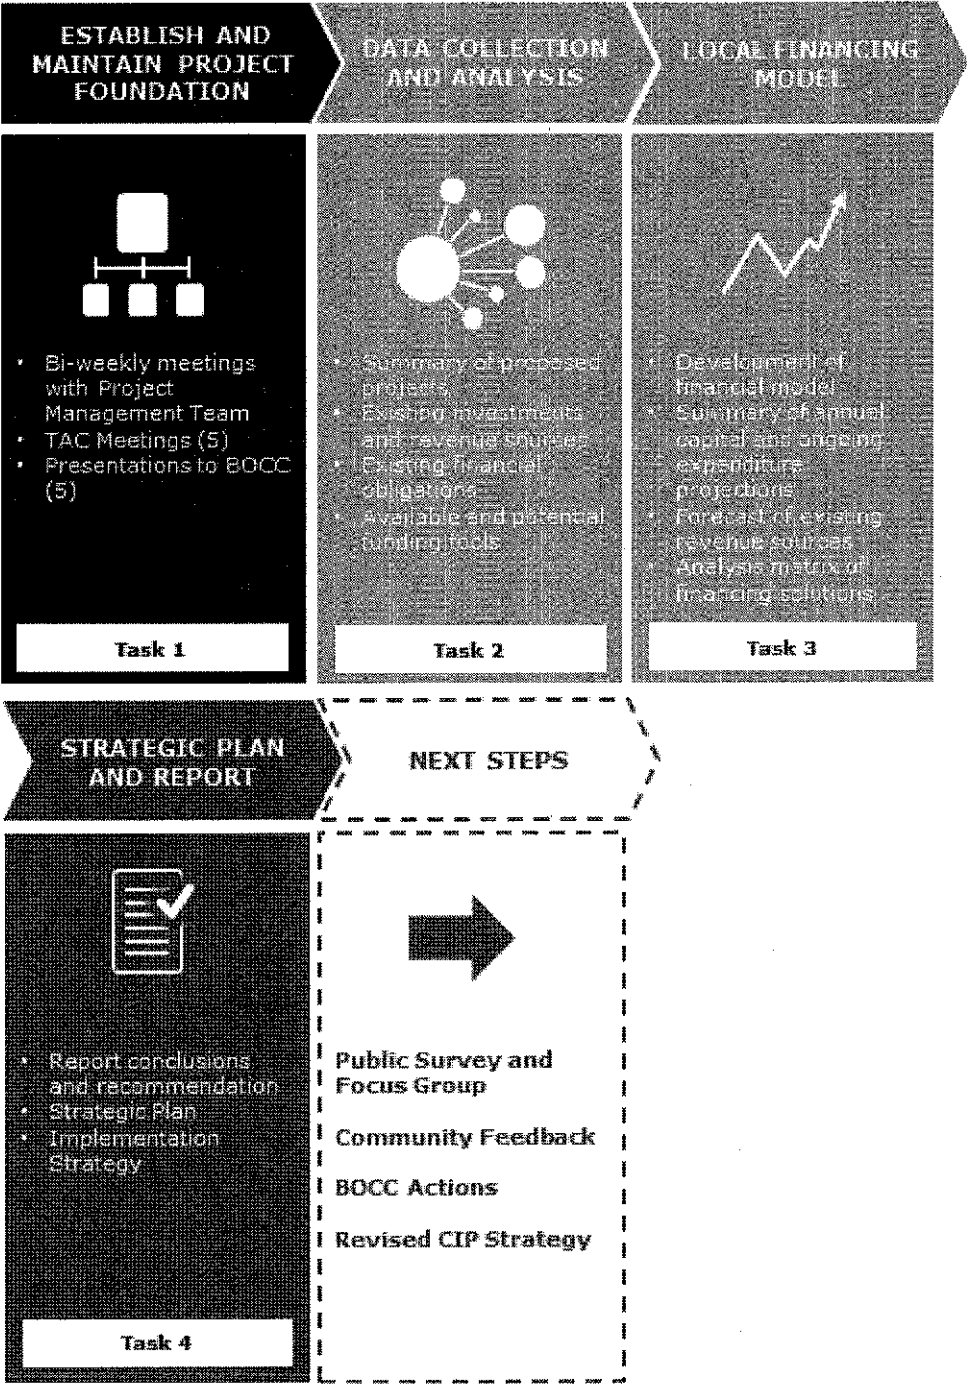 ESTABLISH AND
MAINTAIN PROJECT
FOUNDATION
DATA COLLECTION
AND ANALYSIS
LOCAL FINANCING
MODEL
• Bi-weekly meetings
with Project
Management Team
• TAC Meetings (5)
• Presentations to BOCC
(5)
Task 1
• Summary of proposed
projects
• Existing investments
and revenue sources
• Existing financial
obligations
• Available and potential
funding tools
Task 2
• Development of
financial model
• Summary of annual
capital and ongoing
expenditure
projections
• Forecast of existing
revenue sources
• Analysis matrix of
financing solutions
Task 3
STRATEGIC PLAN
AND REPORT
NEXT STEPS
• Report conclusions
and recommendation
• Strategic Plan
• Implementation
Strategy
Task 4
Public Survey and
Focus Group
Community Feedback
BOCC Actions
Revised CIP Strategy